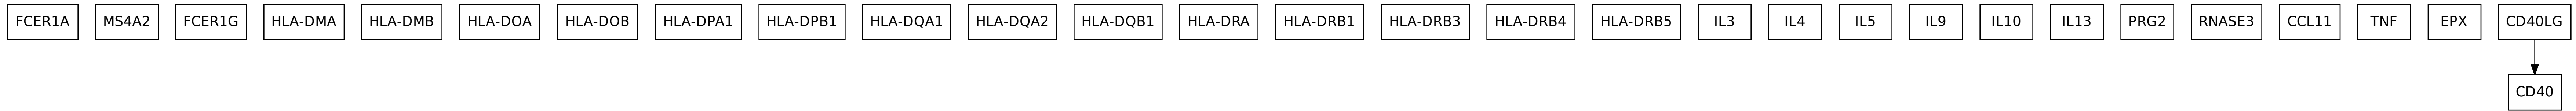 FCER1A MS4A2 FCER1G HLA-DMA HLA-DMB HLA-DOA HLA-DOB HLA-DPA1 HLA-DPB1 HLA-DQA1 HLA-DQA2 HLA-DQB1 HLA-DRA HLA-DRB1 HLA-DRB3 HLA-DRB4 HLA-DRB5 IL3 IL4 IL5 IL9 IL10 IL13 PRG2 RNASE3 CCL11 TNF EPX CD40LG
CD40